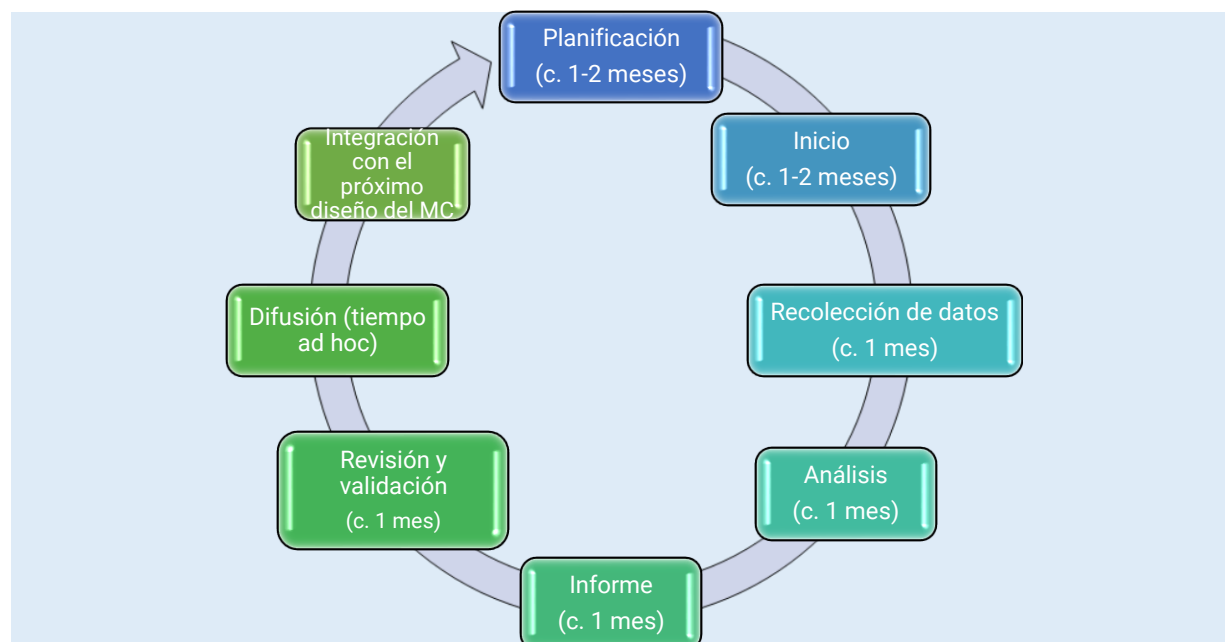 Planificación
(c. 1-2 meses)
Inicio
(c. 1-2 meses)
Recolección de datos
(c. 1 mes)
Análisis
(c. 1 mes)
Informe
(c. 1 mes)
Revisión y
validación
(c. 1 mes)
Difusión (tiempo
ad hoc)
Integración
con el
próximo
diseño del MC